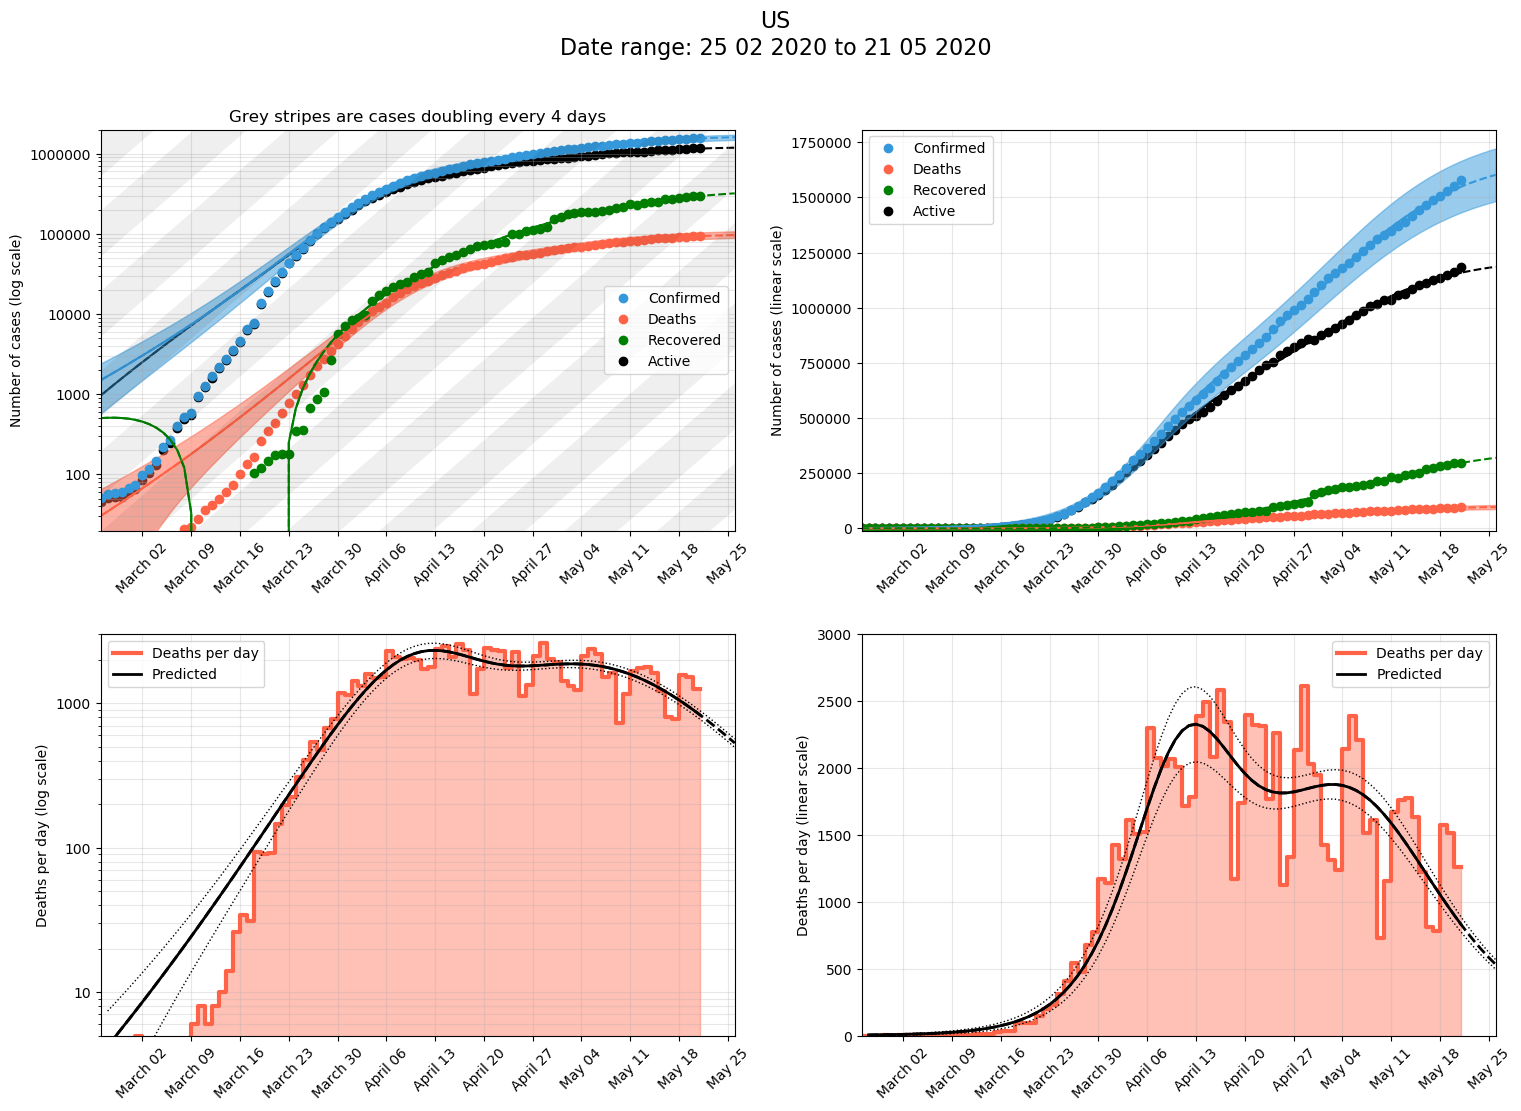 US
Date range: 25 02 2020 to 21 05 2020
Grey stripes are cases doubling every 4 days
Number of cases (log scale)
1000000
100000
10000
1000
100
Confirmed
Deaths
Recovered
Active
March 02
March 09
March 16
March 23
March 30
April 06
April 13
April 20
April 27
May 04
May 11
May 18
May 25
Number of cases (linear scale)
1750000
1500000
1250000
1000000
750000
500000
250000
0
Confirmed
Deaths
Recovered
Active
March 02
March 09
March 16
March 23
March 30
April 06
April 13
April 20
April 27
May 04
May 11
May 18
May 25
Deaths per day (log scale)
1000
100
10
Deaths per day
Predicted
March 02
March 09
March 16
March 23
March 30
April 06
April 13
April 20
April 27
May 04
May 11
May 18
May 25
Deaths per day (linear scale)
3000
2500
2000
1500
1000
500
0
Deaths per day
Predicted
March 02
March 09
March 16
March 23
March 30
April 06
April 13
April 20
April 27
May 04
May 11
May 18
May 25